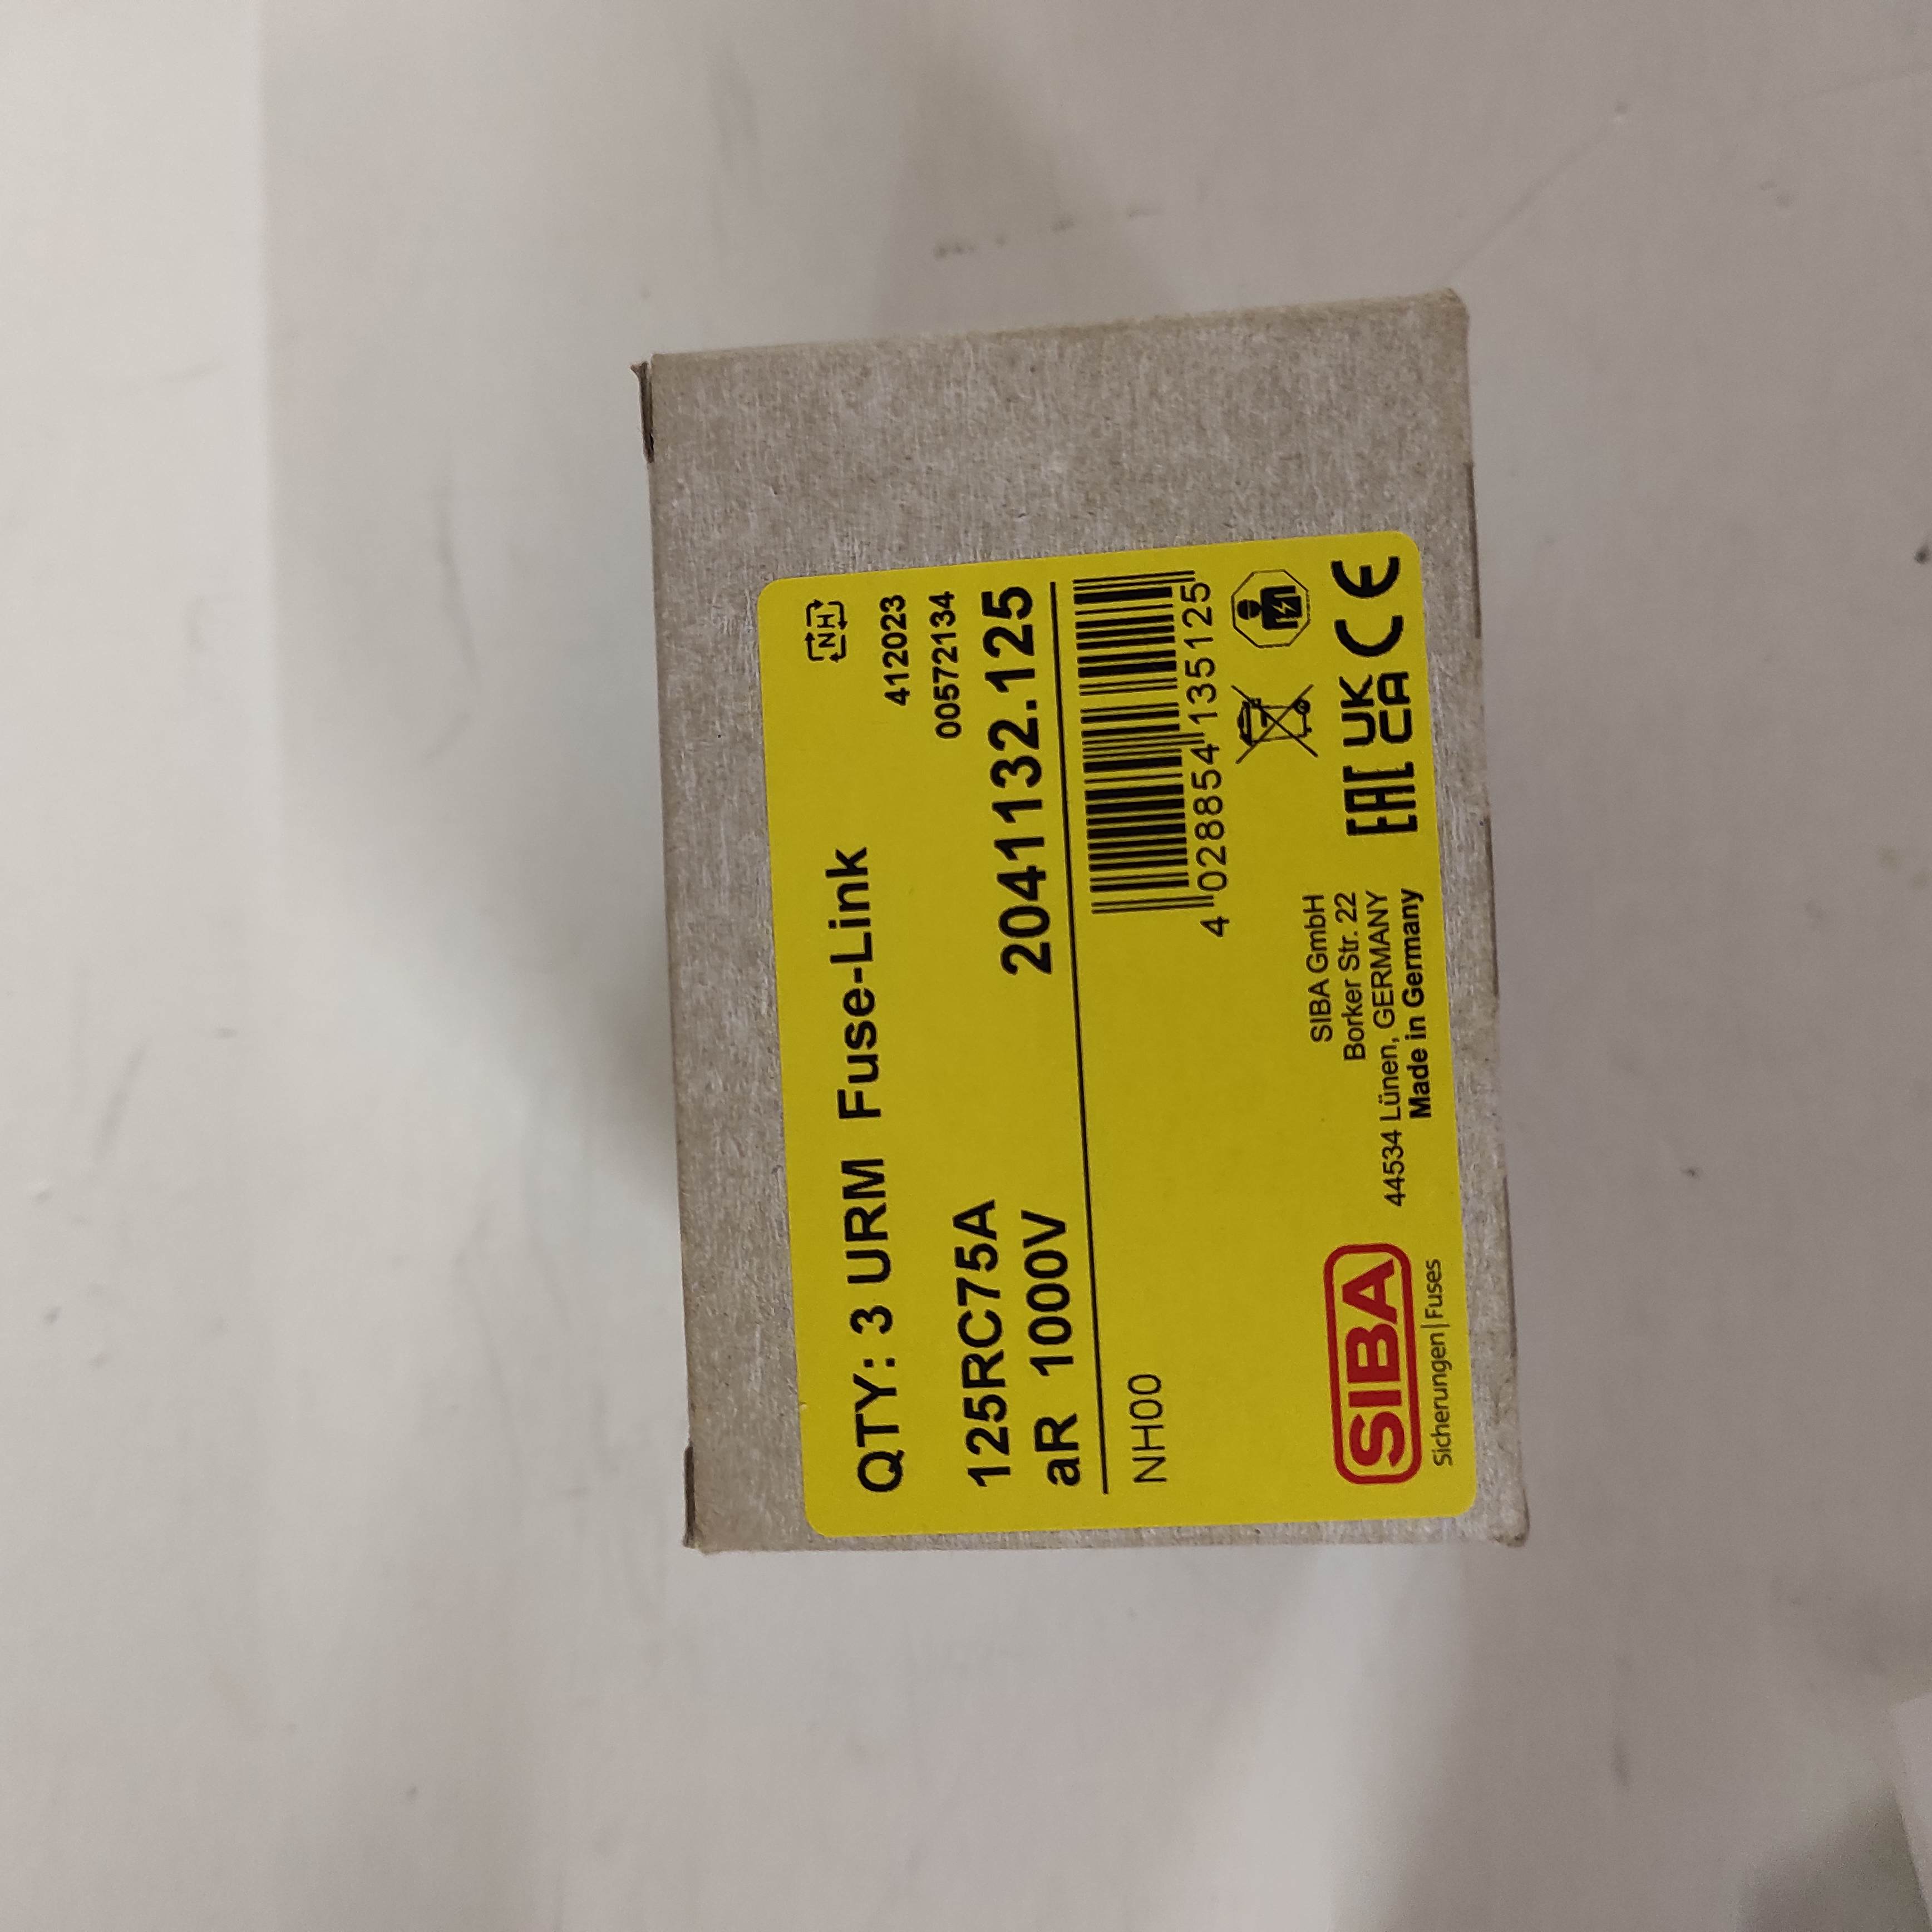 QTY: 3 URM Fuse-Link
NH
412023
125RC75A
00572134
aR 1000V
2041132.125
NH00
4 028854 135125
SIBA
Sicherungen | Fuses
SIBA GmbH
Borker Str. 22
44534 Lünen, GERMANY
Made in Germany
EAC
UK
CA
CE